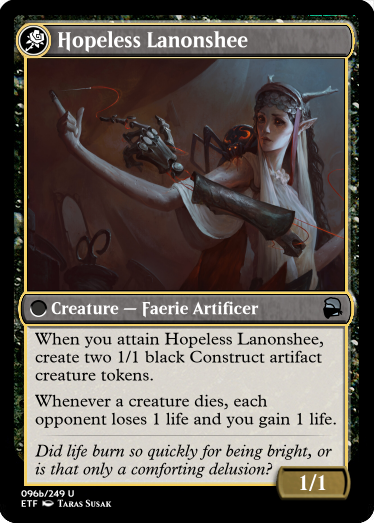 Hopeless Lanonshee
Creature — Faerie Artificer
When you attain Hopeless Lanonshee,
create two 1/1 black Construct artifact
creature tokens.
Whenever a creature dies, each
opponent loses 1 life and you gain 1 life.
Did life burn so quickly for being bright, or
is that only a comforting delusion?
1/1
096b/249 U
ETF Taras Susak